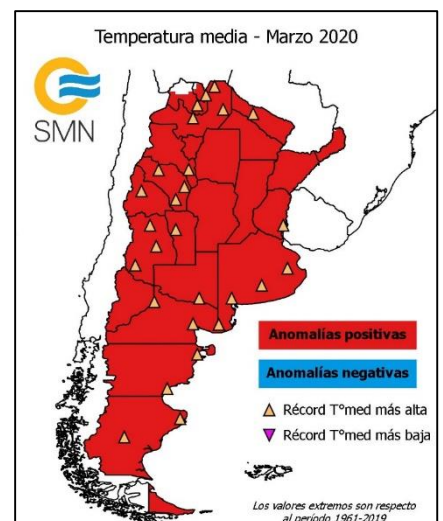 Temperatura media - Marzo 2020
SMN
Anomalías positivas
Anomalías negativas
Récord T°med más alta
Récord T°med más baja
Los valores extremos son respecto
al período 1961-2019